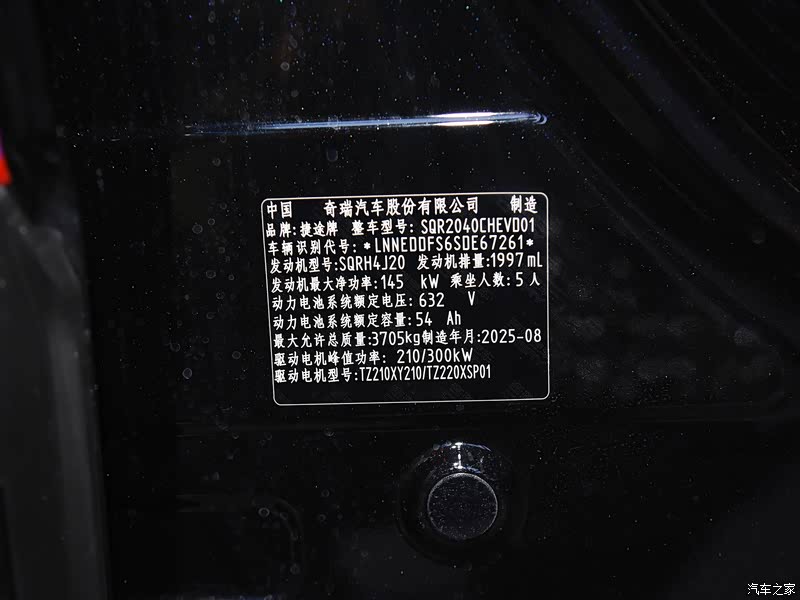 中国 奇瑞汽车股份有限公司 制造
品牌:捷途牌 整车型号: SQR2040CHEVD01
车辆识别代号: *LNNEDDFS6SDE67261*
发动机型号:SQRH4J20 发动机排量:1997mL
发动机最大净功率:145 kW 乘坐人数:5人
动力电池系统额定电压: 632 V
动力电池系统额定容量:54 Ah
最大允许总质量:3705kg制造年月:2025-08
驱动电机峰值功率: 210/300kW
驱动电机型号:TZ210XY210/TZ220XSP01
汽车之家